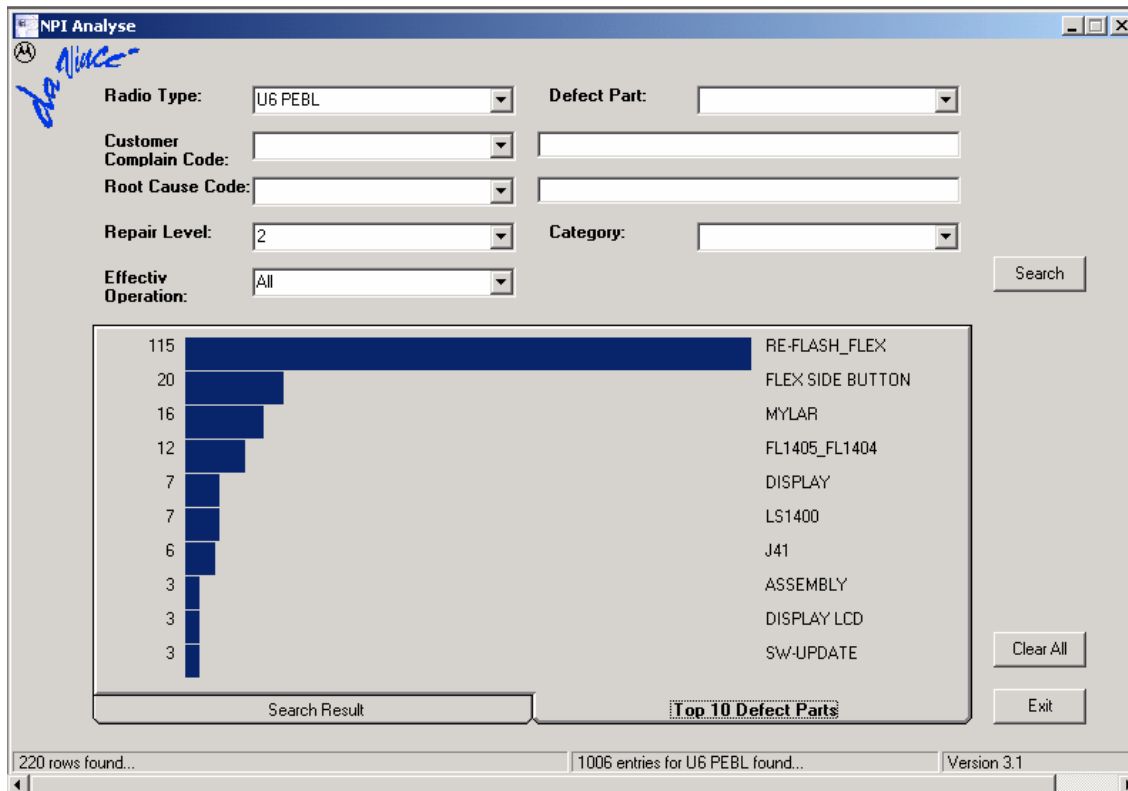 NPI Analyse
da Vinci
Radio Type: U6 PEBL Defect Part:
Customer
Complain Code:
Root Cause Code:
Repair Level: 2 Category:
Effectiv
Operation: All
Search
115 RE-FLASH_FLEX
20 FLEX SIDE BUTTON
16 MYLAR
12 FL1405_FL1404
7 DISPLAY
7 LS1400
6 J41
3 ASSEMBLY
3 DISPLAY LCD
3 SW-UPDATE
Clear All
Search Result Top 10 Defect Parts
Exit
220 rows found... 1006 entries for U6 PEBL found... Version 3.1